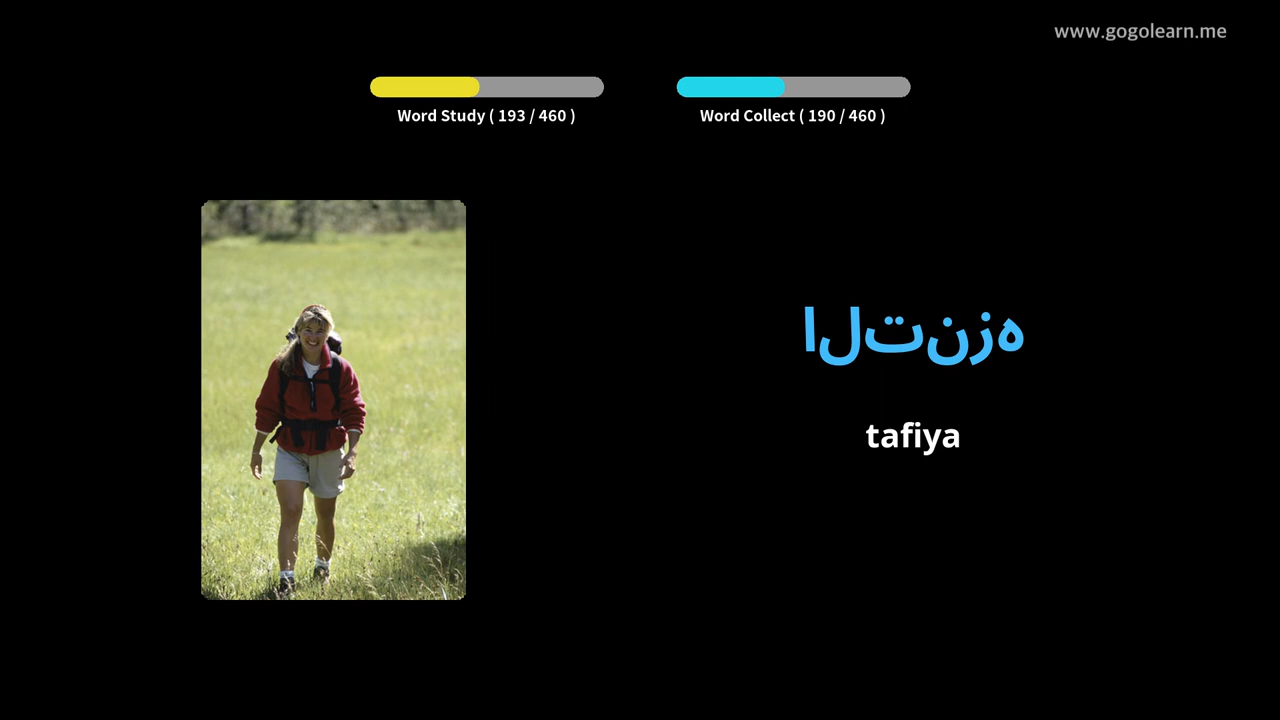 www.gogolearn.me
Word Study ( 193 / 460 )
Word Collect ( 190 / 460 )
التنزه
tafiya